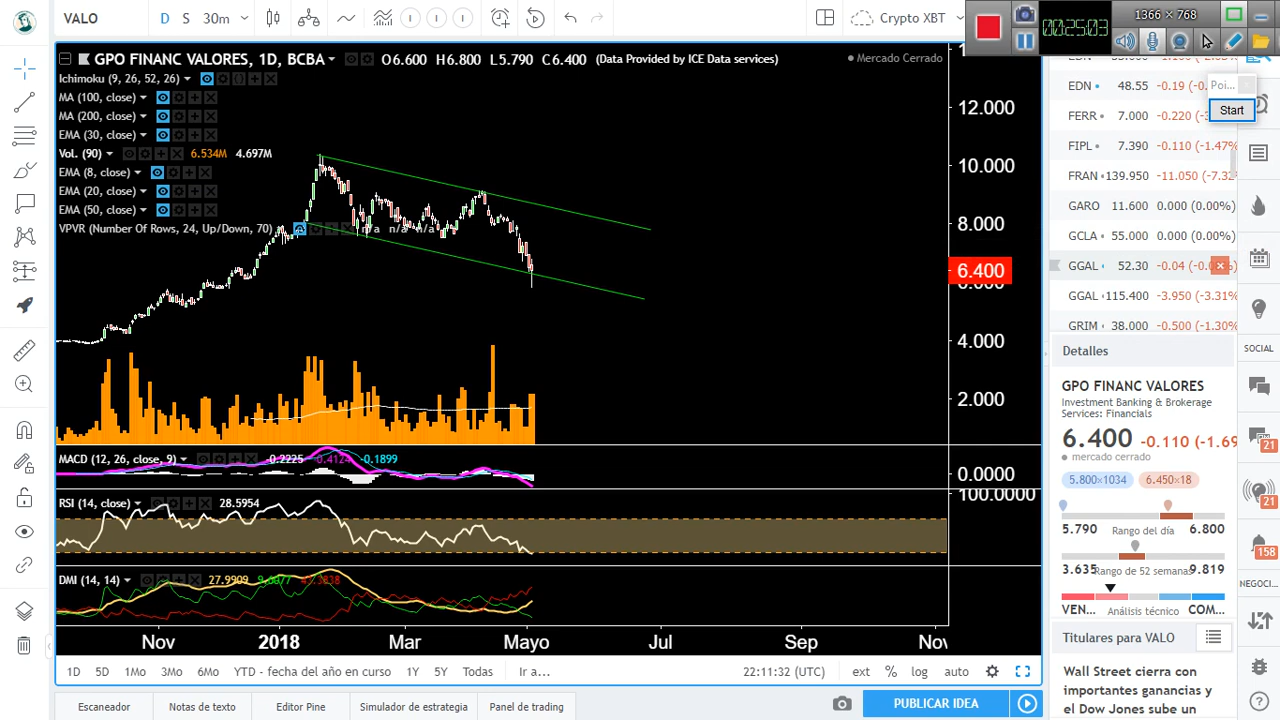 VALO D S 30m Crypto XBT
00:25:03 1366 × 768
GPO FINANC VALORES, 1D, BCBA O6.600 H6.800 L5.790 C6.400 (Data Provided by ICE Data services) Mercado Cerrado
Ichimoku (9, 26, 52, 26)
MA (100, close)
MA (200, close)
EMA (30, close)
Vol. (90) 6.534M 4.697M
EMA (8, close)
EMA (20, close)
EMA (50, close)
VPVR (Number Of Rows, 24, Up/Down, 70) n/a n/a n/a
12.000
10.000
8.000
6.400
4.000
2.000
MACD (12, 26, close, 9) -0.2225 -0.4124 -0.1899
0.0000
100.0000
RSI (14, close) 28.5954
DMI (14, 14) 27.9909
Nov 2018 Mar Mayo Jul Sep Nov
1D 5D 1Mo 3Mo 6Mo YTD - fecha del año en curso 1Y 5Y Todas Ir a... 22:11:32 (UTC) ext % log auto
Escaneador Notas de texto Editor Pine Simulador de estrategia Panel de trading PUBLICAR IDEA
Poi...
Start
EDN 48.55 -0.19
FERR 7.000 -0.220
FIPL 7.390 -0.110 (-1.47%)
FRAN 139.950 -11.050 (-7.32
GARO 11.600 0.000 (0.00%)
GCLA 55.000 0.000 (0.00%)
GGAL 52.30 -0.04
GGAL 115.400 -3.950 (-3.31%
GRIM 38.000 -0.500 (-1.30%
Detalles
GPO FINANC VALORES
Investment Banking & Brokerage
Services: Financials
6.400 -0.110 (-1.69
mercado cerrado
5.800×1034 6.450×18
5.790 Rango del día 6.800
3.635 Rango de 52 semanas 9.819
VEN... Análisis técnico COM...
Titulares para VALO
Wall Street cierra con
importantes ganancias y
el Dow Jones sube un
SOCIAL
21
21
158
NEGOCI...